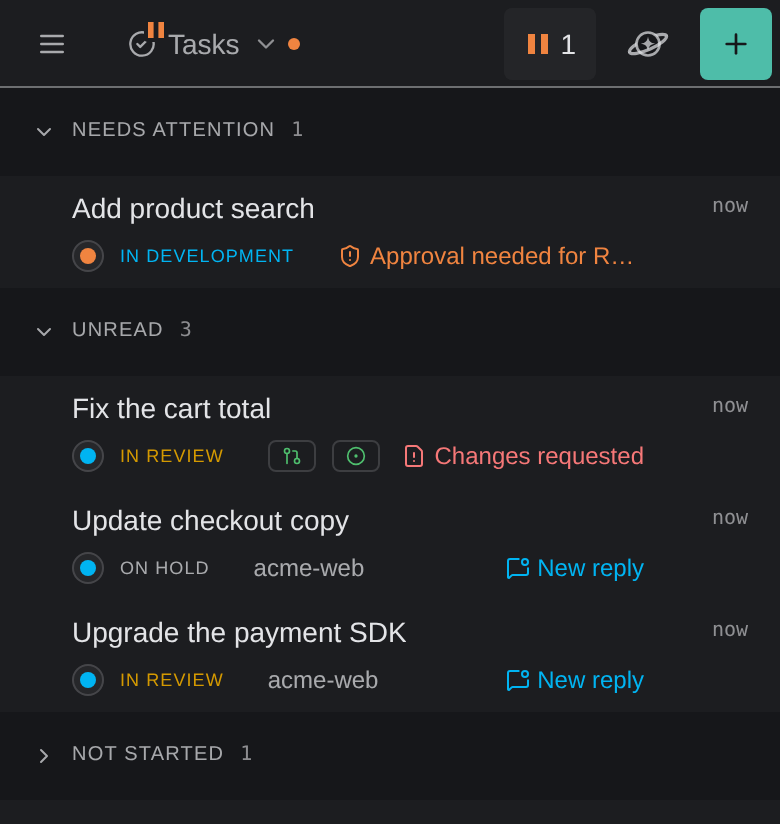 Tasks
1
NEEDS ATTENTION 1
Add product search now
IN DEVELOPMENT Approval needed for R…
UNREAD 3
Fix the cart total now
IN REVIEW Changes requested
Update checkout copy now
ON HOLD acme-web New reply
Upgrade the payment SDK now
IN REVIEW acme-web New reply
NOT STARTED 1